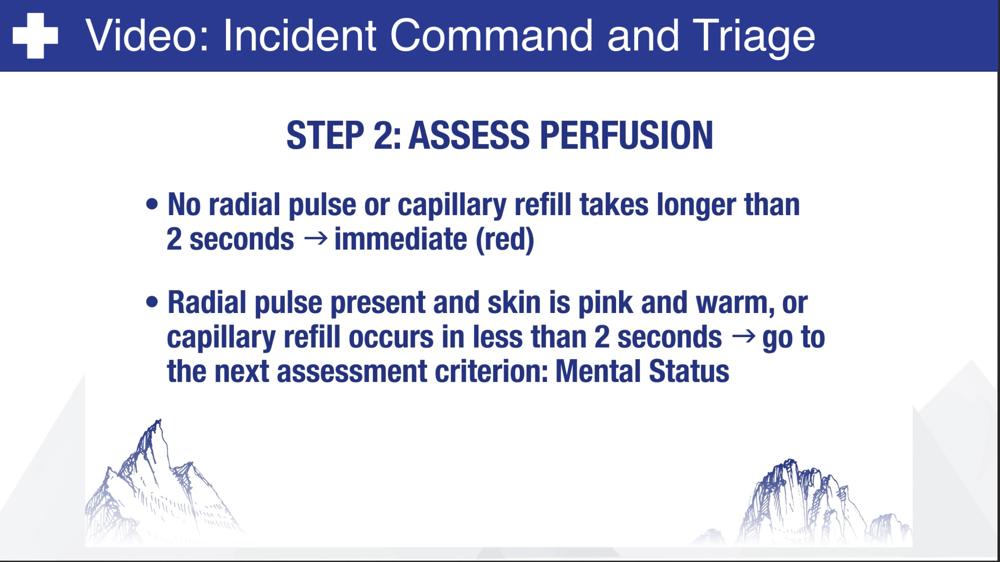 Video: Incident Command and Triage
STEP 2: ASSESS PERFUSION
• No radial pulse or capillary refill takes longer than
2 seconds → immediate (red)
• Radial pulse present and skin is pink and warm, or
capillary refill occurs in less than 2 seconds → go to
the next assessment criterion: Mental Status